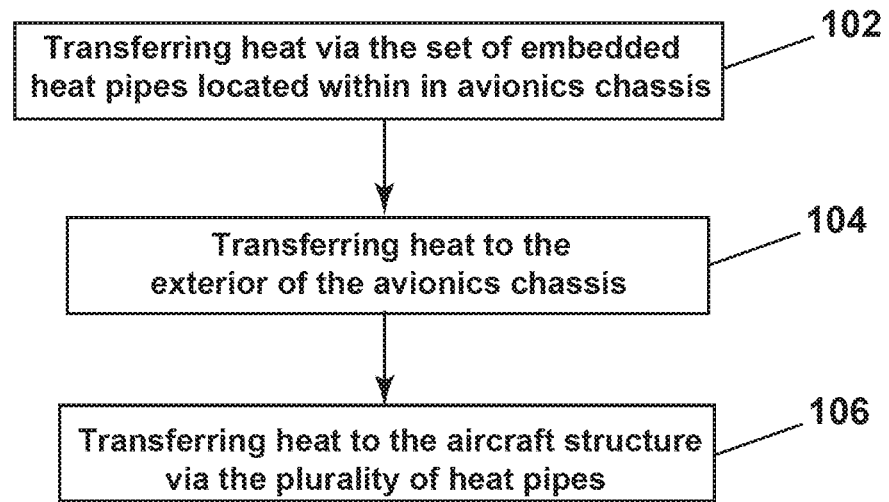 Transferring heat via the set of embedded
heat pipes located within in avionics chassis
102
Transferring heat to the
exterior of the avionics chassis
104
Transferring heat to the aircraft structure
via the plurality of heat pipes
106